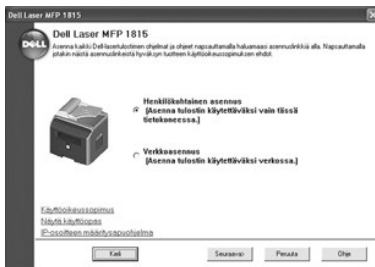 Dell Laser MFP 1815
DELL
Dell Laser MFP 1815
Asenna kaikki Dell-lasertulostimen ohjelmat ja ohjeet napsauttamalla haluamaasi asennuslinkkiä alla. Napsauttamalla
jotakin näistä asennuslinkeistä hyväksyn tuotteen käyttöoikeussopimuksen ehdot.
Henkilökohtainen asennus
(Asenna tulostin käytettäväksi vain tässä
tietokoneessa.)
Verkkoasennus
(Asenna tulostin käytettäväksi verkossa.)
Käyttöoikeussopimus
Näytä käyttöopas
IP-osoitteen määritysapuohjelma
Kieli
Seuraava>
Peruuta
Ohje